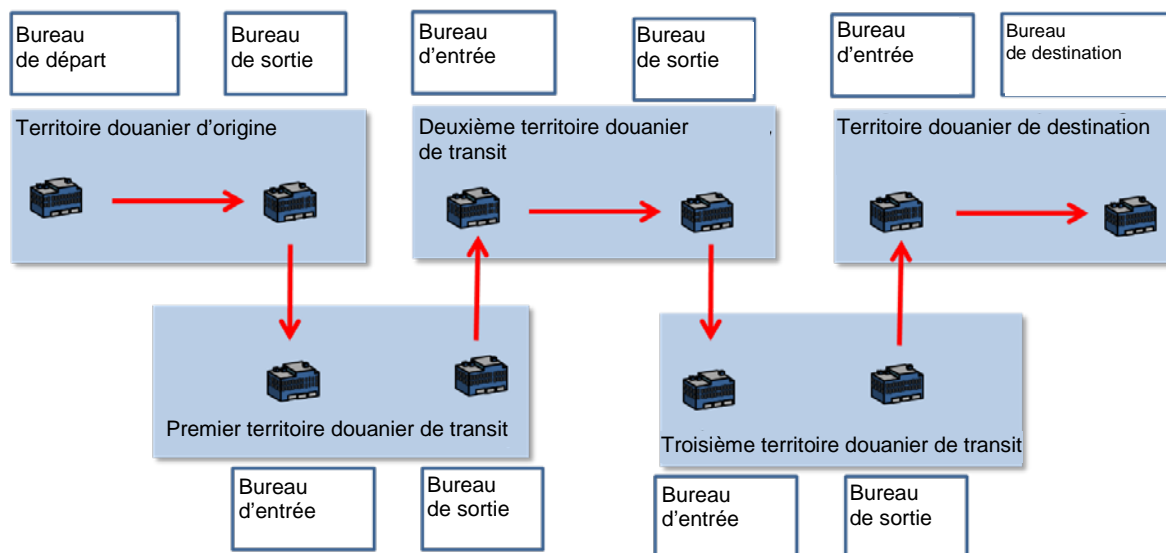 Bureau
de départ
Bureau
de sortie
Bureau
d'entrée
Bureau
de sortie
Bureau
d'entrée
Bureau
de destination
Territoire douanier d'origine
Deuxième territoire douanier
de transit
Territoire douanier de destination
Premier territoire douanier de transit
Troisième territoire douanier de transit
Bureau
d'entrée
Bureau
de sortie
Bureau
d'entrée
Bureau
de sortie